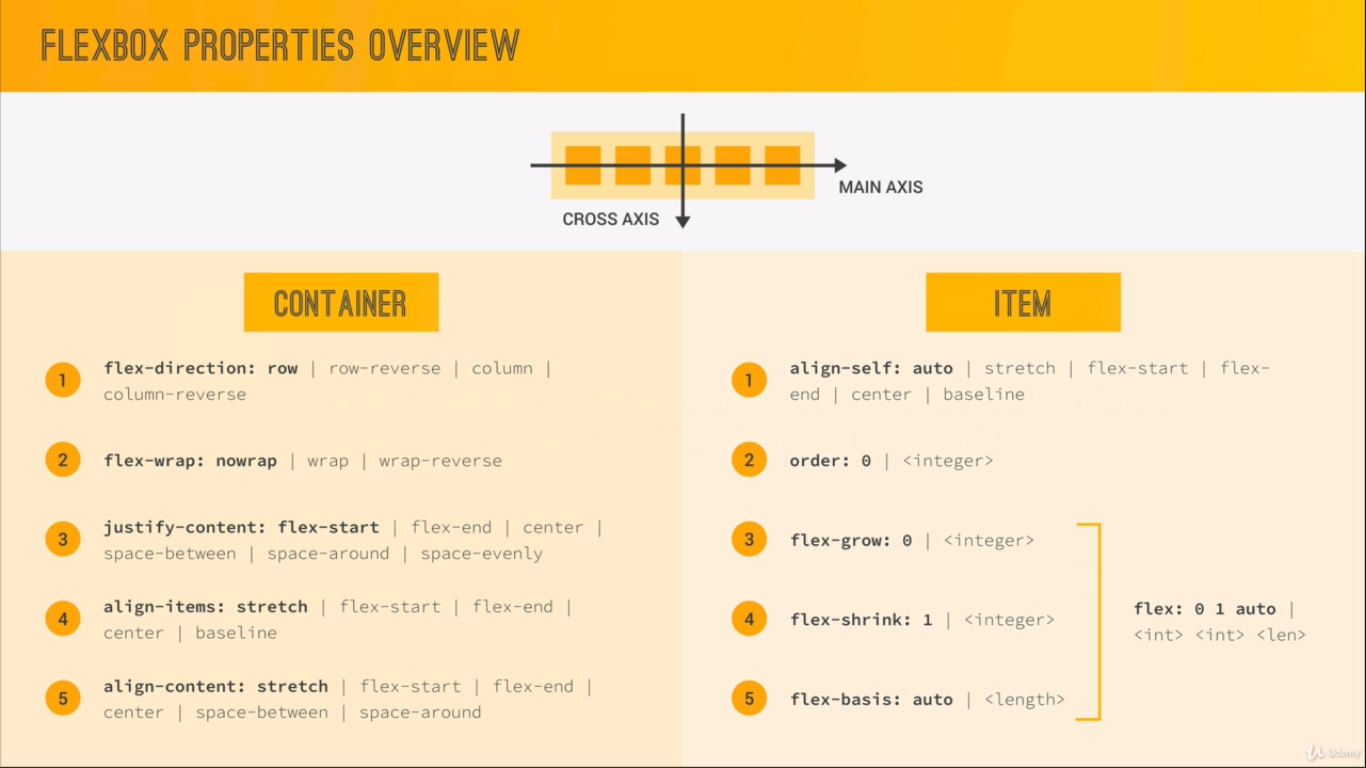 FLEXBOX PROPERTIES OVERVIEW
MAIN AXIS
CROSS AXIS
CONTAINER
1
flex-direction: row | row-reverse | column |
column-reverse
2
flex-wrap: nowrap | wrap | wrap-reverse
3
justify-content: flex-start | flex-end | center |
space-between | space-around | space-evenly
4
align-items: stretch | flex-start | flex-end |
center | baseline
5
align-content: stretch | flex-start | flex-end |
center | space-between | space-around
ITEM
1
align-self: auto | stretch | flex-start | flex-
end | center | baseline
2
order: 0 | <integer>
3
flex-grow: 0 | <integer>
4
flex-shrink: 1 | <integer>
5
flex-basis: auto | <length>
flex: 0 1 auto |
<int> <int> <len>
Udemy